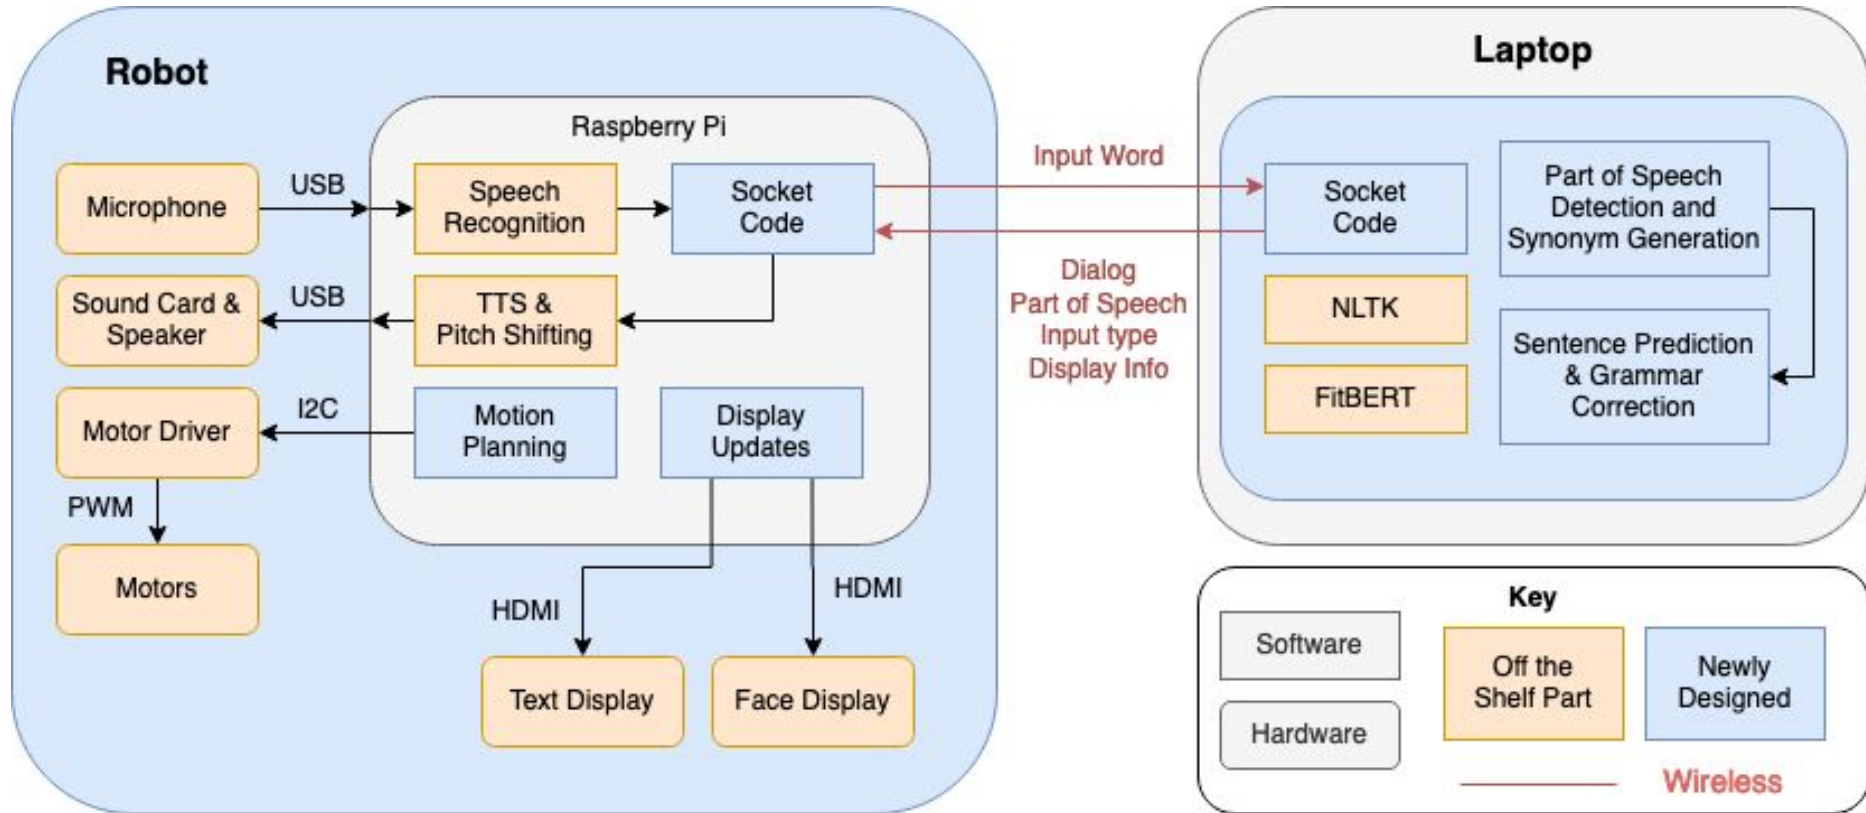 Robot
Raspberry Pi
Microphone
USB
Speech
Recognition
Socket
Code
Sound Card &
Speaker
USB
TTS &
Pitch Shifting
Motor Driver
I2C
Motion
Planning
Display
Updates
PWM
Motors
HDMI
HDMI
Text Display
Face Display
Input Word
Dialog
Part of Speech
Input type
Display Info
Laptop
Socket
Code
Part of Speech
Detection and
Synonym Generation
NLTK
FitBERT
Sentence Prediction
& Grammar
Correction
Key
Software
Hardware
Off the
Shelf Part
Newly
Designed
Wireless